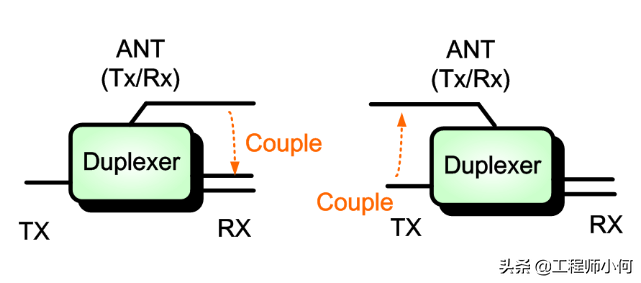 ANT
(Tx/Rx)
Duplexer
Couple
TX
RX
ANT
(Tx/Rx)
Duplexer
Couple
TX
RX
头条 @工程师小何